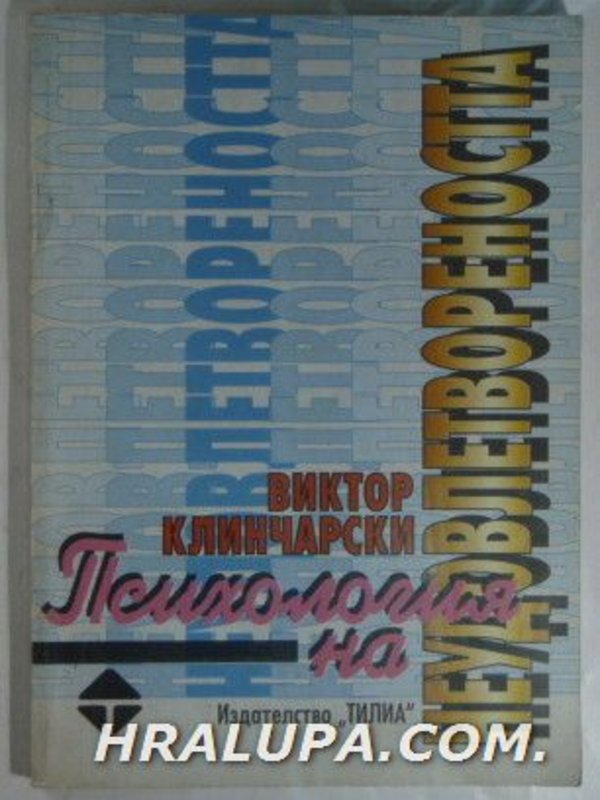 ВИКТОР
КЛИНЧАРСКИ
Психология
на
НЕУДОВЛЕТВОРЕНОСТТА
Издателство „ТИЛИА“
HRALUPA.COM.